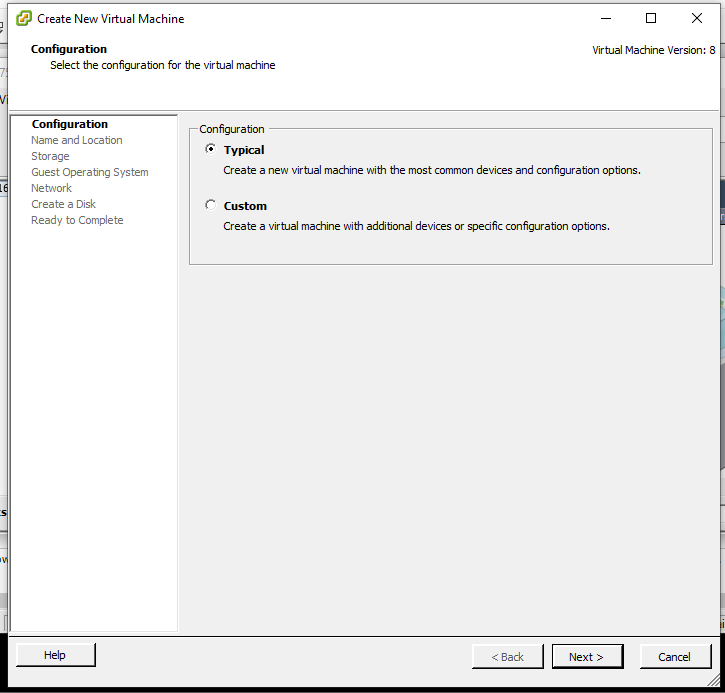 Create New Virtual Machine
Configuration
Select the configuration for the virtual machine
Virtual Machine Version: 8
Configuration
Name and Location
Storage
Guest Operating System
Network
Create a Disk
Ready to Complete
Configuration
Typical
Create a new virtual machine with the most common devices and configuration options.
Custom
Create a virtual machine with additional devices or specific configuration options.
Help
< Back
Next >
Cancel